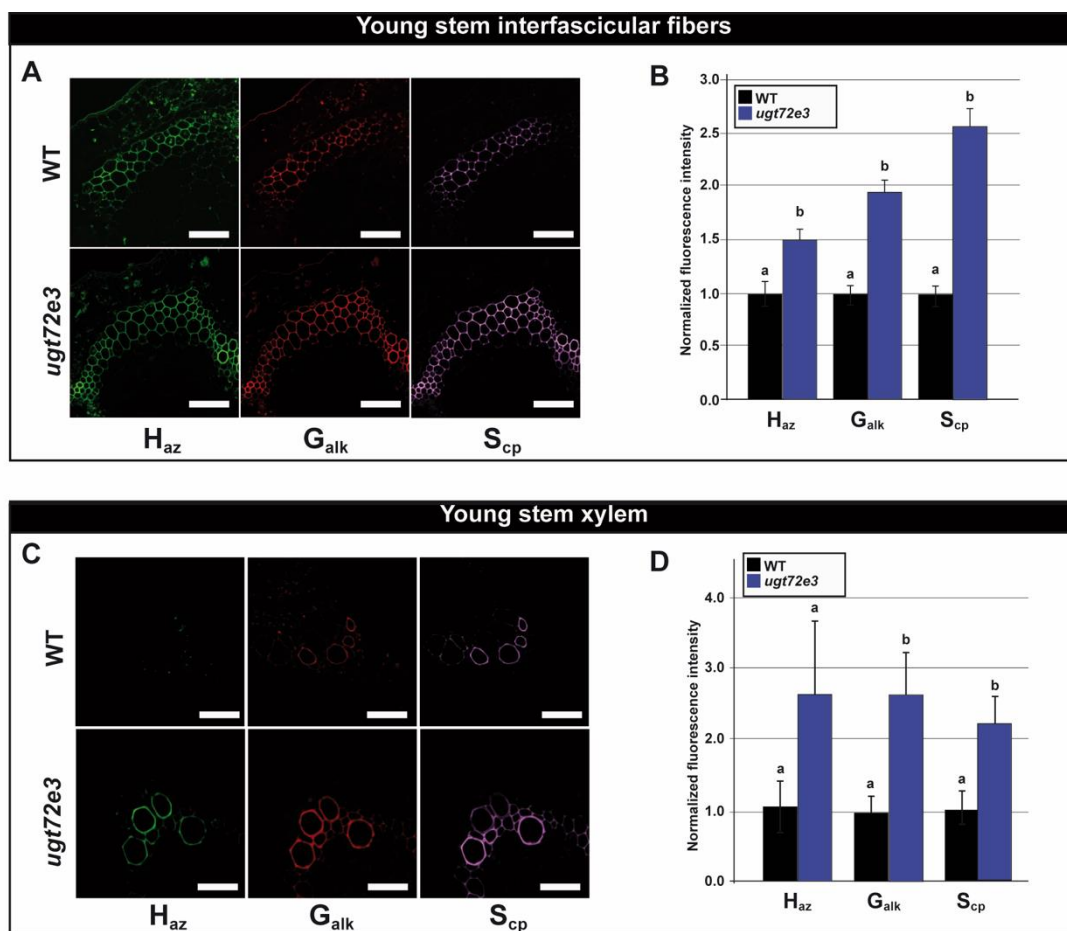 Young stem interfascicular fibers
A
WT
ugt72e3
Haz
Galk
Scp
B
Normalized fluorescence intensity
3.0
2.5
2.0
1.5
1.0
0.5
0.0
WT
ugt72e3
a
b
a
b
a
b
Haz
Galk
Scp
Young stem xylem
C
WT
ugt72e3
Haz
Galk
Scp
D
Normalized fluorescence intensity
4.0
3.0
2.0
1.0
0.0
WT
ugt72e3
a
a
a
b
a
b
Haz
Galk
Scp